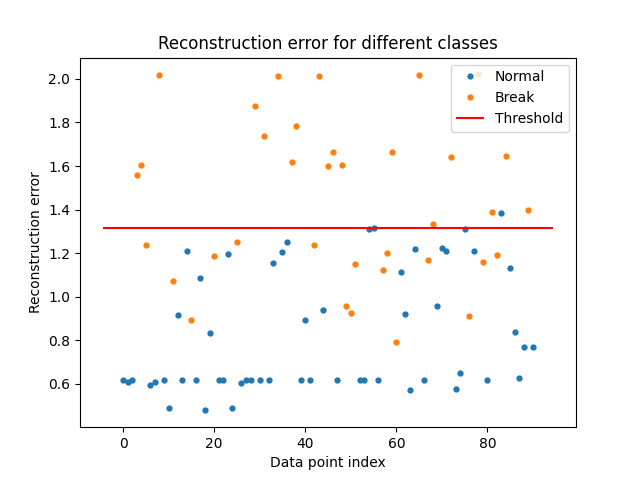 Reconstruction error for different classes
Normal
Break
Threshold
2.0
1.8
1.6
1.4
1.2
1.0
0.8
0.6
Reconstruction error
0
20
40
60
80
Data point index